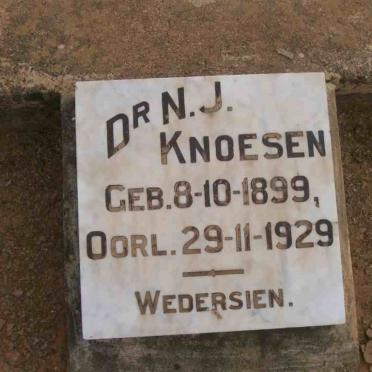 DR N.J.
KNOESEN
GEB. 8-10-1899,
OORL. 29-11-1929
WEDERSIEN.